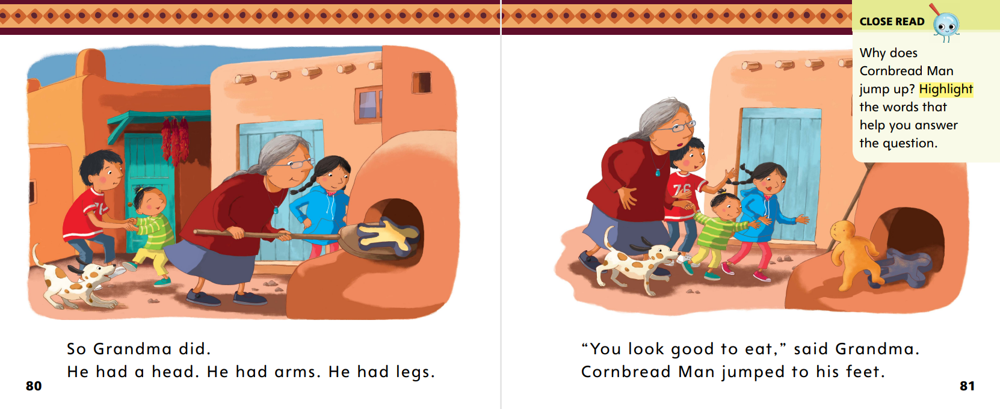 So Grandma did.
He had a head. He had arms. He had legs.
80
CLOSE READ
Why does
Cornbread Man
jump up? Highlight
the words that
help you answer
the question.
76
“You look good to eat,” said Grandma.
Cornbread Man jumped to his feet.
81